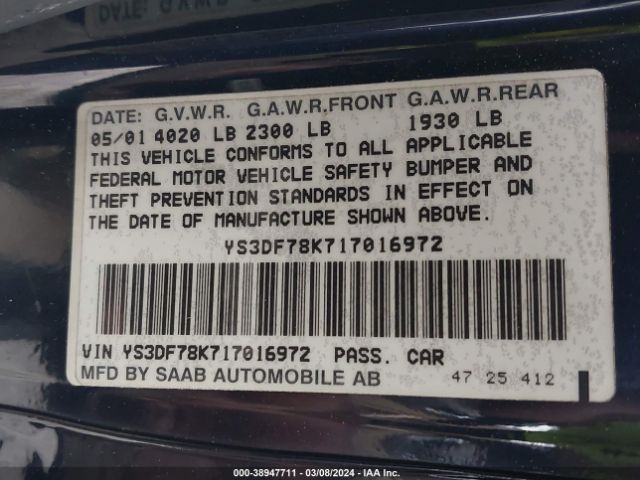 DATE: G.V.W.R.
DATE: G.V.W.R. G.A.W.R.FRONT G.A.W.R.REAR
05/01 4020 LB 2300 LB 1930 LB
THIS VEHICLE CONFORMS TO ALL APPLICABLE
FEDERAL MOTOR VEHICLE SAFETY BUMPER AND
THEFT PREVENTION STANDARDS IN EFFECT ON
THE DATE OF MANUFACTURE SHOWN ABOVE.
YS3DF78K717016972
VIN YS3DF78K717016972 PASS. CAR
MFD BY SAAB AUTOMOBILE AB 47 25 412
000-38947711 - 03/08/2024 - IAA Inc.